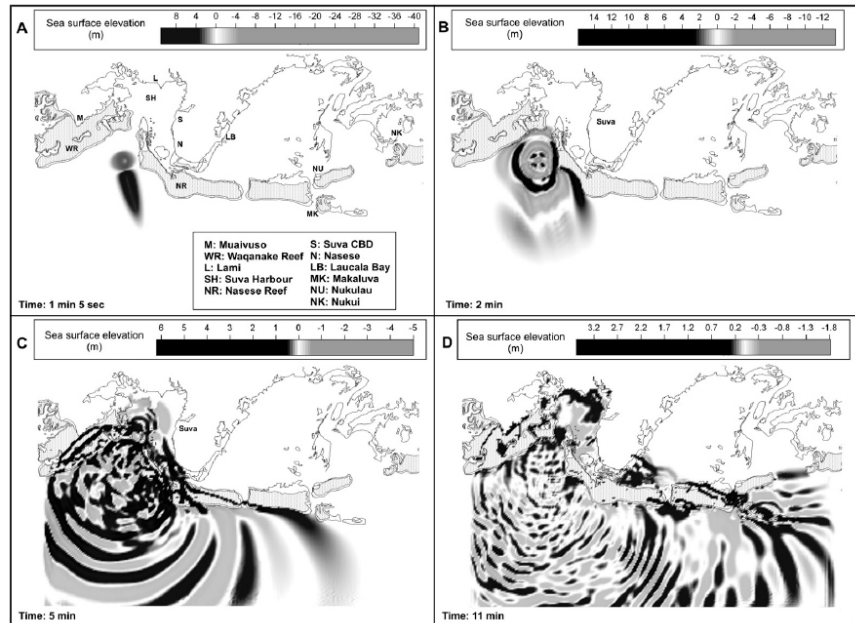 A
Sea surface elevation
(m)
8 4 0 -4 -8 -12 -16 -20 -24 -28 -32 -36 -40
L
SH
M
S
WR
N
LB
NK
NU
NR
MK
M: Muaivuso
WR: Waqanake Reef
L: Lami
SH: Suva Harbour
NR: Nasese Reef
S: Suva CBD
N: Nasese
LB: Laucala Bay
MK: Makaluva
NU: Nukulau
NK: Nukui
Time: 1 min 5 sec
B
Sea surface elevation
(m)
14 12 10 8 6 4 2 0 -2 -4 -6 -8 -10 -12
Suva
Time: 2 min
C
Sea surface elevation
(m)
6 5 4 3 2 1 0 -1 -2 -3 -4 -5
Suva
Time: 5 min
D
Sea surface elevation
(m)
3.2 2.7 2.2 1.7 1.2 0.7 0.2 -0.3 -0.8 -1.3 -1.8
Time: 11 min